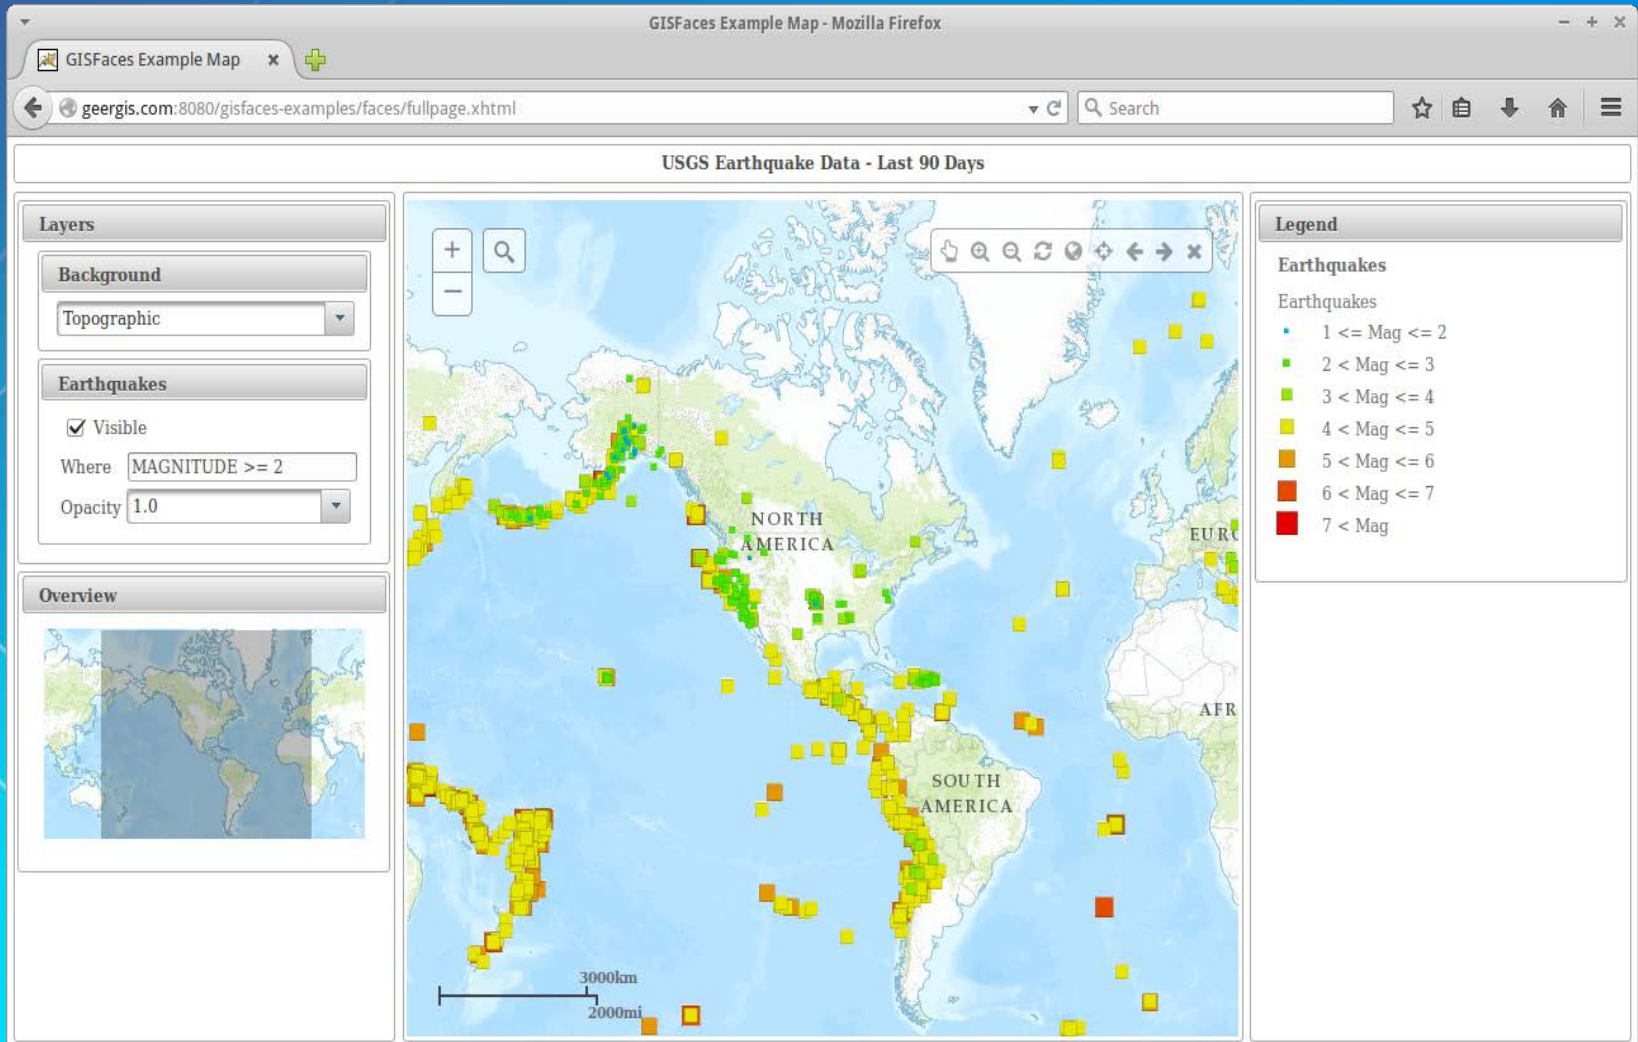 GISFaces Example Map - Mozilla Firefox
GISFaces Example Map
geergis.com:8080/gisfaces-examples/faces/fullpage.xhtml
Search
USGS Earthquake Data - Last 90 Days
Layers
Background
Topographic
Earthquakes
Visible
Where MAGNITUDE >= 2
Opacity 1.0
Overview
NORTH
AMERICA
EURO
AFR
SOUTH
AMERICA
3000km
2000mi
Legend
Earthquakes
Earthquakes
1 <= Mag <= 2
2 < Mag <= 3
3 < Mag <= 4
4 < Mag <= 5
5 < Mag <= 6
6 < Mag <= 7
7 < Mag